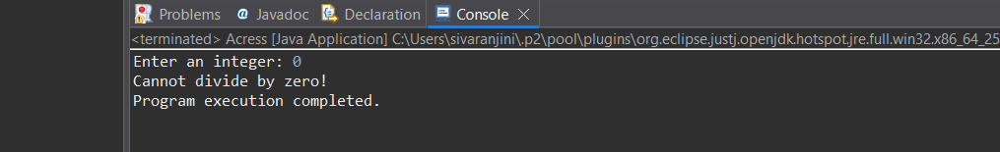 Problems @ Javadoc Declaration Console
<terminated> Acress [Java Application] C:\Users\sivaranjini\.p2\pool\plugins\org.eclipse.justj.openjdk.hotspot.jre.full.win32.x86_64_25
Enter an integer: 0
Cannot divide by zero!
Program execution completed.